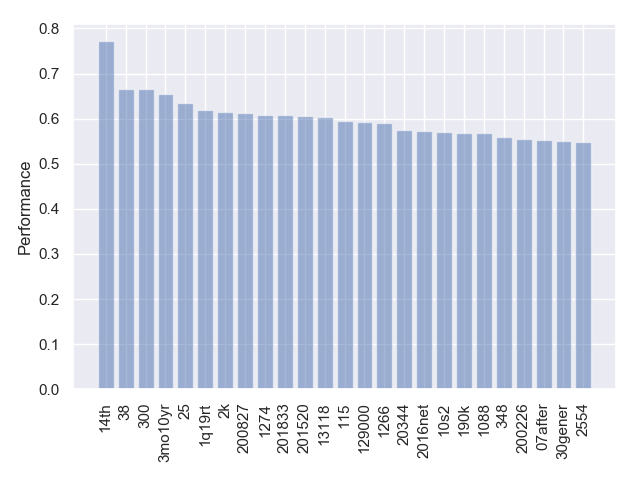 0.8
0.7
0.6
0.5
0.4
0.3
0.2
0.1
0.0
Performance
14th
38
300
3mo10yr
25
1q19rt
2k
200827
1274
201833
201520
13118
115
129000
1266
20344
2016net
10s2
190k
1088
348
200226
07after
30gener
2554